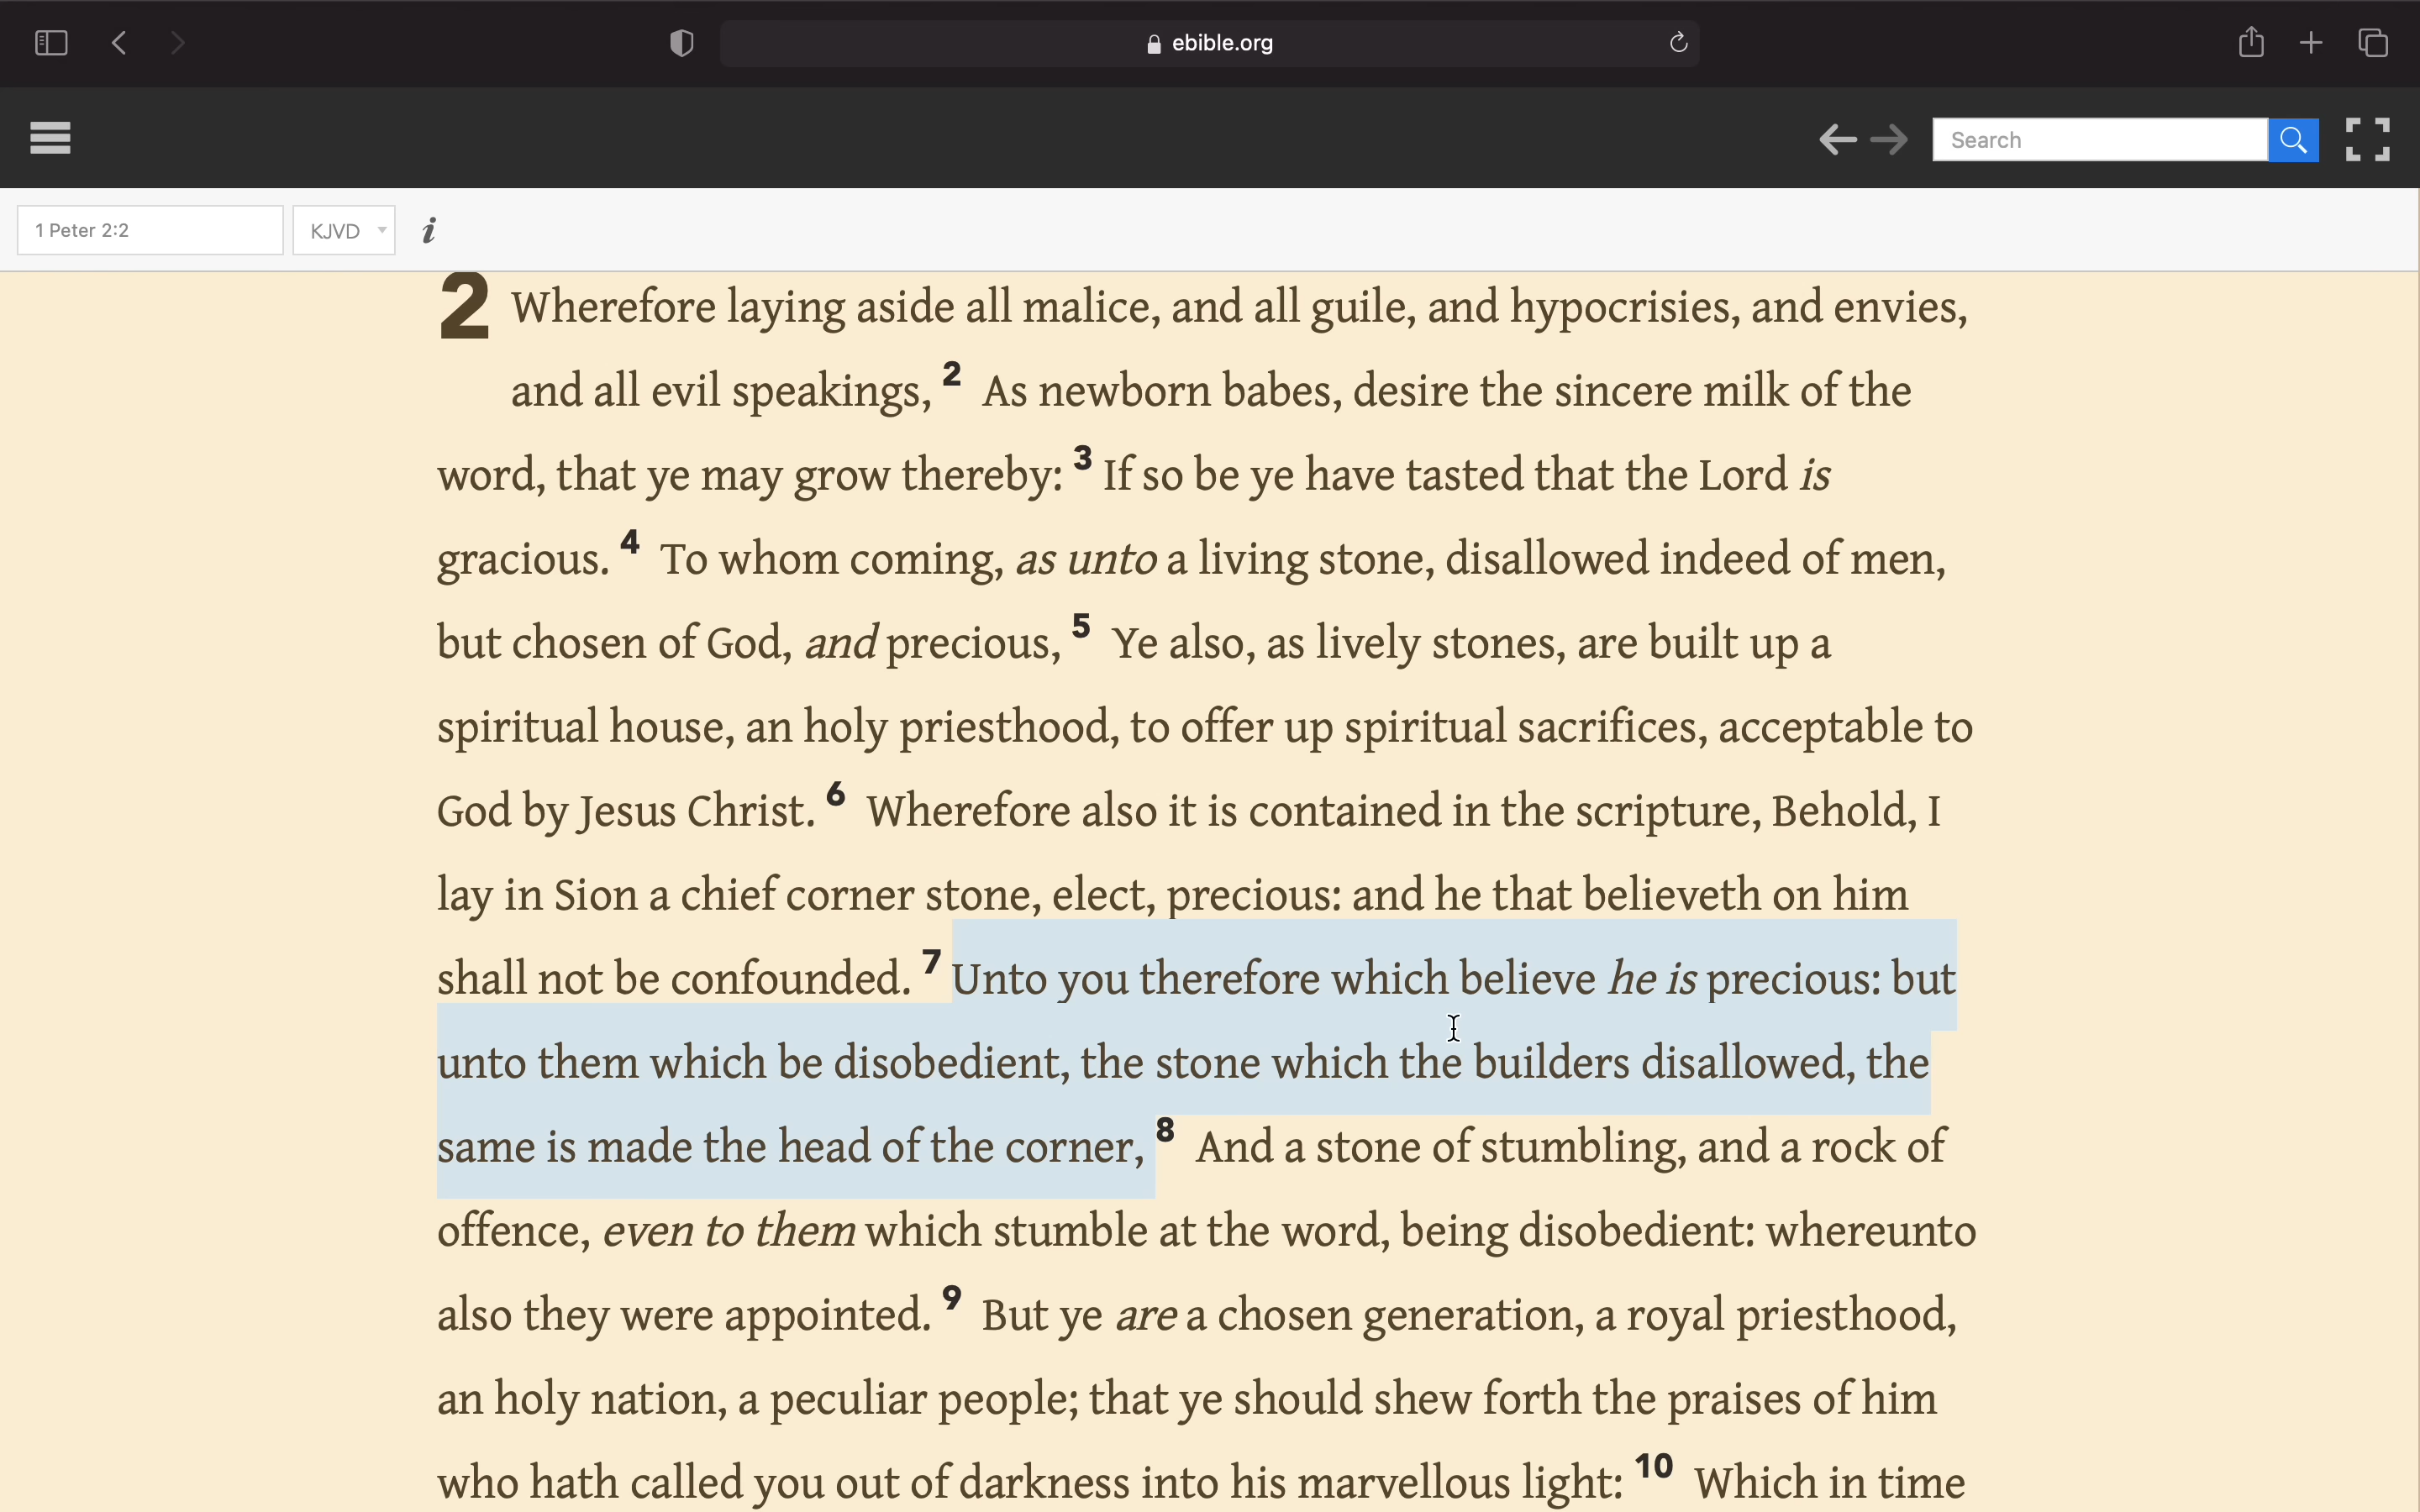 ebible.org
Search
1 Peter 2:2 KJVD i
2 Wherefore laying aside all malice, and all guile, and hypocrisies, and envies,
and all evil speakings, 2 As newborn babes, desire the sincere milk of the
word, that ye may grow thereby: 3 If so be ye have tasted that the Lord is
gracious. 4 To whom coming, as unto a living stone, disallowed indeed of men,
but chosen of God, and precious, 5 Ye also, as lively stones, are built up a
spiritual house, an holy priesthood, to offer up spiritual sacrifices, acceptable to
God by Jesus Christ. 6 Wherefore also it is contained in the scripture, Behold, I
lay in Sion a chief corner stone, elect, precious: and he that believeth on him
shall not be confounded. 7 Unto you therefore which believe he is precious: but
unto them which be disobedient, the stone which the builders disallowed, the
same is made the head of the corner, 8 And a stone of stumbling, and a rock of
offence, even to them which stumble at the word, being disobedient: whereunto
also they were appointed. 9 But ye are a chosen generation, a royal priesthood,
an holy nation, a peculiar people; that ye should shew forth the praises of him
who hath called you out of darkness into his marvellous light: 10 Which in time